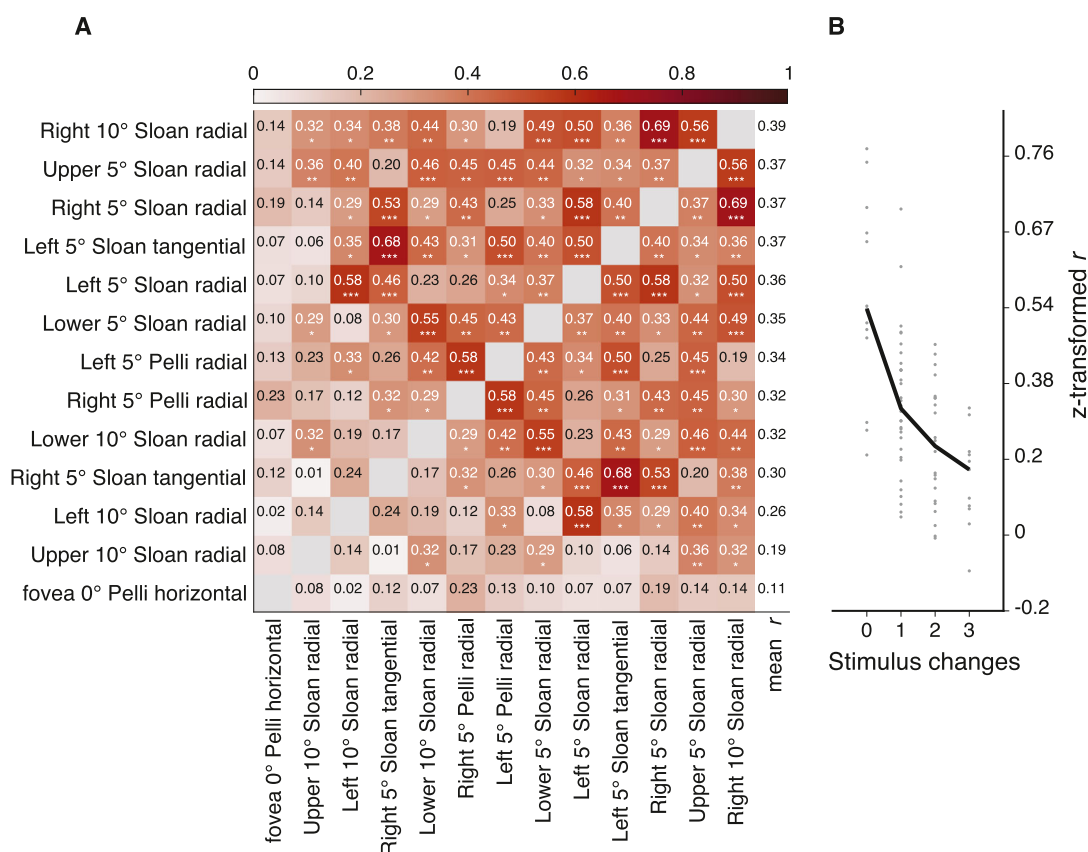 A
B
0 0.2 0.4 0.6 0.8 1
Right 10° Sloan radial 0.14 0.32 * 0.34 * 0.38 ** 0.44 ** 0.30 * 0.19 0.49 *** 0.50 *** 0.36 ** 0.69 *** 0.56 *** 0.39
Upper 5° Sloan radial 0.14 0.36 ** 0.40 ** 0.20 0.46 *** 0.45 ** 0.45 *** 0.44 ** 0.32 * 0.34 * 0.37 ** 0.56 *** 0.37
Right 5° Sloan radial 0.19 0.14 0.29 * 0.53 *** 0.29 * 0.43 ** 0.25 0.33 * 0.58 *** 0.40 ** 0.37 ** 0.69 *** 0.37
Left 5° Sloan tangential 0.07 0.06 0.35 * 0.68 *** 0.43 ** 0.31 * 0.50 *** 0.40 ** 0.50 *** 0.40 ** 0.34 * 0.36 ** 0.37
Left 5° Sloan radial 0.07 0.10 0.58 *** 0.46 *** 0.23 0.26 0.34 * 0.37 ** 0.50 *** 0.58 *** 0.32 * 0.50 *** 0.36
Lower 5° Sloan radial 0.10 0.29 * 0.08 0.30 * 0.55 *** 0.45 ** 0.43 ** 0.37 ** 0.40 ** 0.33 * 0.44 ** 0.49 *** 0.35
Left 5° Pelli radial 0.13 0.23 0.33 * 0.26 0.42 ** 0.58 *** 0.43 ** 0.34 * 0.50 *** 0.25 0.45 *** 0.19 0.34
Right 5° Pelli radial 0.23 0.17 0.12 0.32 * 0.29 * 0.58 *** 0.45 ** 0.26 0.31 * 0.43 ** 0.45 ** 0.30 * 0.32
Lower 10° Sloan radial 0.07 0.32 * 0.19 0.17 0.29 * 0.42 ** 0.55 *** 0.23 0.43 ** 0.29 * 0.46 *** 0.44 ** 0.32
Right 5° Sloan tangential 0.12 0.01 0.24 0.17 0.32 * 0.26 0.30 * 0.46 *** 0.68 *** 0.53 *** 0.20 0.38 ** 0.30
Left 10° Sloan radial 0.02 0.14 0.24 0.19 0.12 0.33 * 0.08 0.58 *** 0.35 * 0.29 * 0.40 ** 0.34 * 0.26
Upper 10° Sloan radial 0.08 0.14 0.01 0.32 * 0.17 0.23 0.29 * 0.10 0.06 0.14 0.36 ** 0.32 * 0.19
fovea 0° Pelli horizontal 0.08 0.02 0.12 0.07 0.23 0.13 0.10 0.07 0.07 0.19 0.14 0.14 0.11
fovea 0° Pelli horizontal
Upper 10° Sloan radial
Left 10° Sloan radial
Right 5° Sloan tangential
Lower 10° Sloan radial
Right 5° Pelli radial
Left 5° Pelli radial
Lower 5° Sloan radial
Left 5° Sloan radial
Left 5° Sloan tangential
Right 5° Sloan radial
Upper 5° Sloan radial
Right 10° Sloan radial
mean r
0.76
0.67
0.54
0.38
0.2
0
-0.2
z-transformed r
0 1 2 3
Stimulus changes